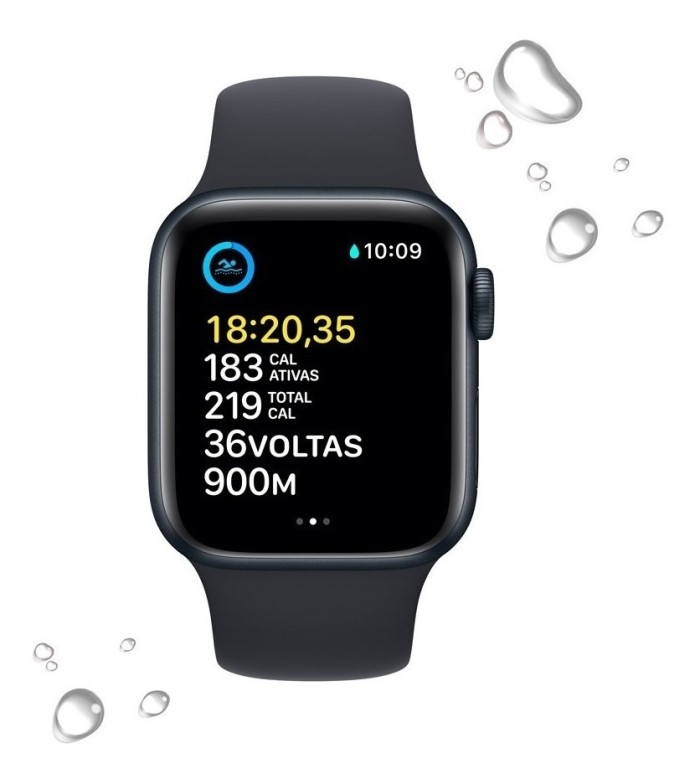 10:09
18:20,35
183 CAL ATIVAS
219 TOTAL CAL
36VOLTAS
900M